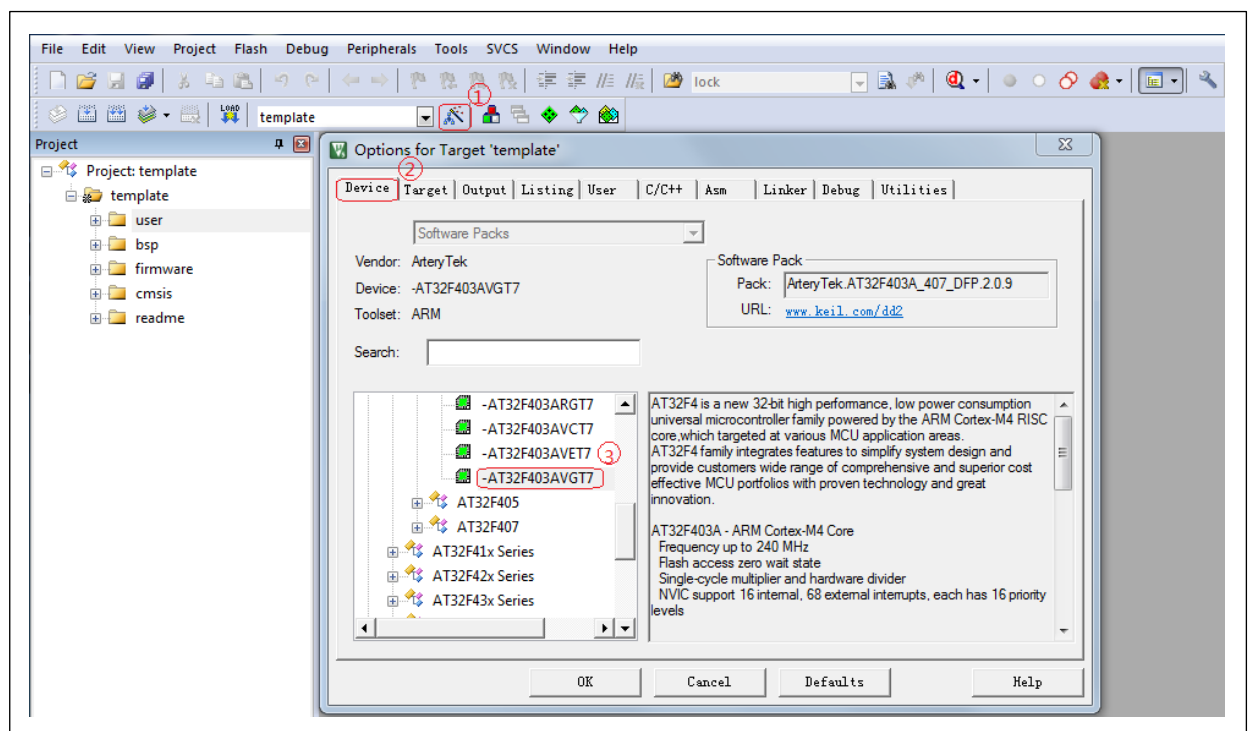 File Edit View Project Flash Debug Peripherals Tools SVCS Window Help
lock
①
LOAD
template
Project
Options for Target 'template'
②
Project: template
template
user
bsp
firmware
cmsis
readme
Device Target Output Listing User C/C++ Asm Linker Debug Utilities
Software Packs
Vendor: ArteryTek
Device: -AT32F403AVGT7
Toolset: ARM
Software Pack
Pack: ArteryTek.AT32F403A_407_DFP.2.0.9
URL: www.keil.com/dd2
Search:
-AT32F403ARGT7
-AT32F403AVCT7
-AT32F403AVET7
③
-AT32F403AVGT7
AT32F405
AT32F407
AT32F41x Series
AT32F42x Series
AT32F43x Series
AT32F4 is a new 32-bit high performance, low power consumption
universal microcontroller family powered by the ARM Cortex-M4 RISC
core,which targeted at various MCU application areas.
AT32F4 family integrates features to simplify system design and
provide customers wide range of comprehensive and superior cost
effective MCU portfolios with proven technology and great
innovation.
AT32F403A - ARM Cortex-M4 Core
Frequency up to 240 MHz
Flash access zero wait state
Single-cycle multiplier and hardware divider
NVIC support 16 internal, 68 external interrupts, each has 16 priority
levels
OK Cancel Defaults Help